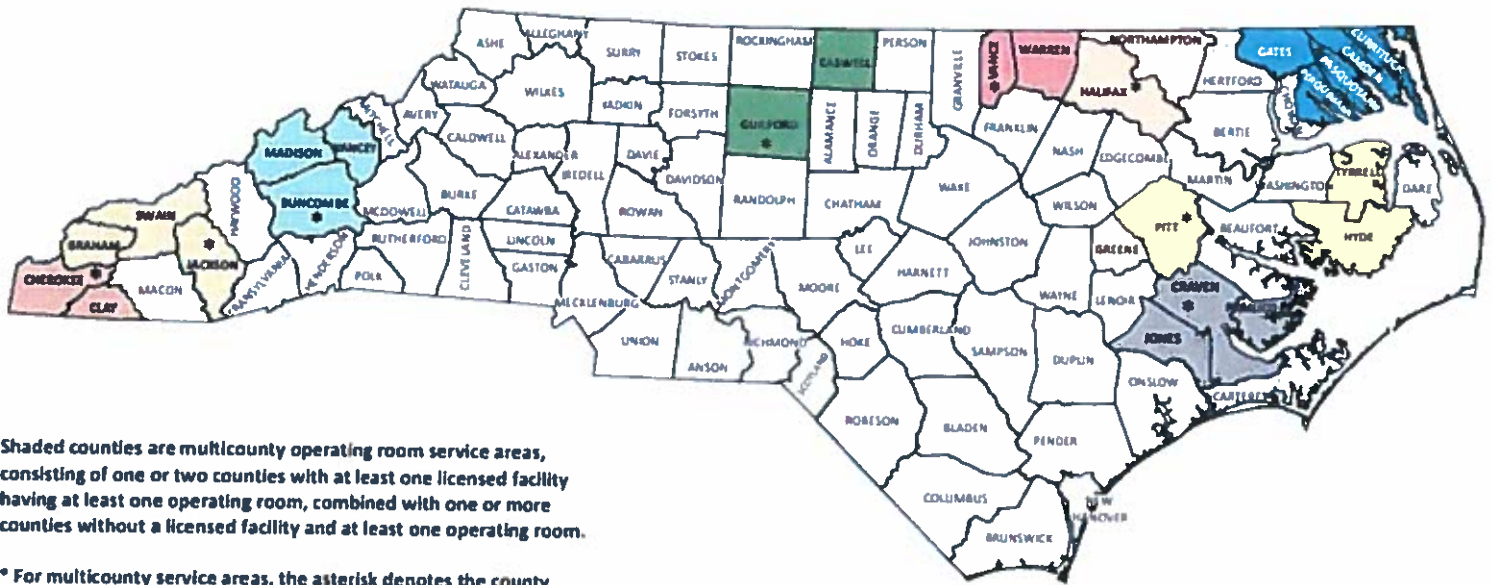 ASHE
ALLEGHANY
SURRY
STOKES
ROCKINGHAM
CASWELL
PERSON
GRANVILLE
* VANCE
WARREN
NORTHAMPTON
HALIFAX *
HERTFORD
GATES
CURRITUCK
CAMDEN
PASQUOTANK
BERTIE
WATAUGA
WILKES
YADKIN
FORSYTH
GUILFORD
*
ALAMANCE
ORANGE
DURHAM
FRANKLIN
NASH
EDGECOMBE
MARTIN
WASHINGTON
TYRRELL
DARE
MITCHELL
AVERY
CALDWELL
ALEXANDER
IREDELL
DAVIE
DAVIDSON
RANDOLPH
CHATHAM
WAKE
WILSON
PITT *
BEAUFORT
HYDE
MADISON
YANCEY
BUNCOMBE
*
MCDOWELL
BURKE
CATAWBA
ROWAN
LINCOLN
GASTON
CLEVELAND
RUTHERFORD
POLK
HENDERSON
TRANSYLVANIA
HAYWOOD
SWAIN
GRAHAM
JACKSON
*
CHEROKEE *
CLAY
MACON
MECKLENBURG
CABARRUS
STANLY
MONTGOMERY
MOORE
LEE
HARNETT
JOHNSTON
GREENE
WAYNE
LENOIR
CRAVEN
*
JONES
UNION
ANSON
RICHMOND
SCOTLAND
HOKE
CUMBERLAND
SAMPSON
DUPLIN
ONSLOW
CARTERET
ROBESON
BLADEN
PENDER
COLUMBUS
BRUNSWICK
NEW
HANOVER
Shaded counties are multicounty operating room service areas,
consisting of one or two counties with at least one licensed facility
having at least one operating room, combined with one or more
counties without a licensed facility and at least one operating room.
* For multicounty service areas, the asterisk denotes the county